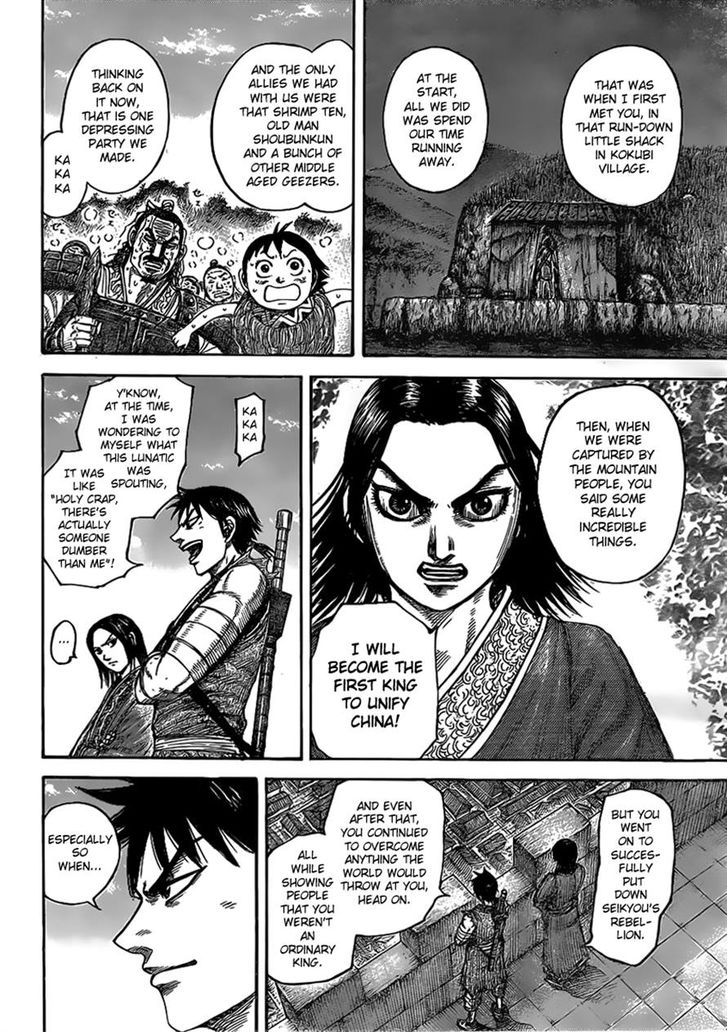 THAT WAS
WHEN I FIRST
MET YOU, IN
THAT RUN-DOWN
LITTLE SHACK
IN KOKUBI
VILLAGE.
AT THE
START,
ALL WE DID
WAS SPEND
OUR TIME
RUNNING
AWAY.
AND THE ONLY
ALLIES WE HAD
WITH US WERE
THAT SHRIMP TEN,
OLD MAN
SHOUBUNKUN
AND A BUNCH OF
OTHER MIDDLE
AGED GEEZERS.
THINKING
BACK ON
IT NOW,
THAT IS ONE
DEPRESSING
PARTY WE
MADE.
KA
KA
KA
THEN, WHEN
WE WERE
CAPTURED BY
THE MOUNTAIN
PEOPLE, YOU
SAID SOME
REALLY
INCREDIBLE
THINGS.
I WILL
BECOME THE
FIRST KING
TO UNIFY
CHINA!
KA
KA
KA
Y'KNOW,
AT THE TIME,
I WAS
WONDERING TO
MYSELF WHAT
THIS LUNATIC
WAS
SPOUTING,
IT WAS
LIKE
"HOLY CRAP,
THERE'S
ACTUALLY
SOMEONE
DUMBER
THAN ME"!
...
BUT YOU
WENT
ON TO
SUCCES-
FULLY
PUT
DOWN
SEIKYOU'S
REBEL-
LION.
AND EVEN
AFTER THAT,
YOU CONTINUED
TO OVERCOME
ANYTHING THE
WORLD WOULD
THROW AT YOU,
HEAD ON.
ALL
WHILE
SHOWING
PEOPLE
THAT YOU
WEREN'T
AN
ORDINARY
KING.
ESPECIALLY
SO
WHEN...